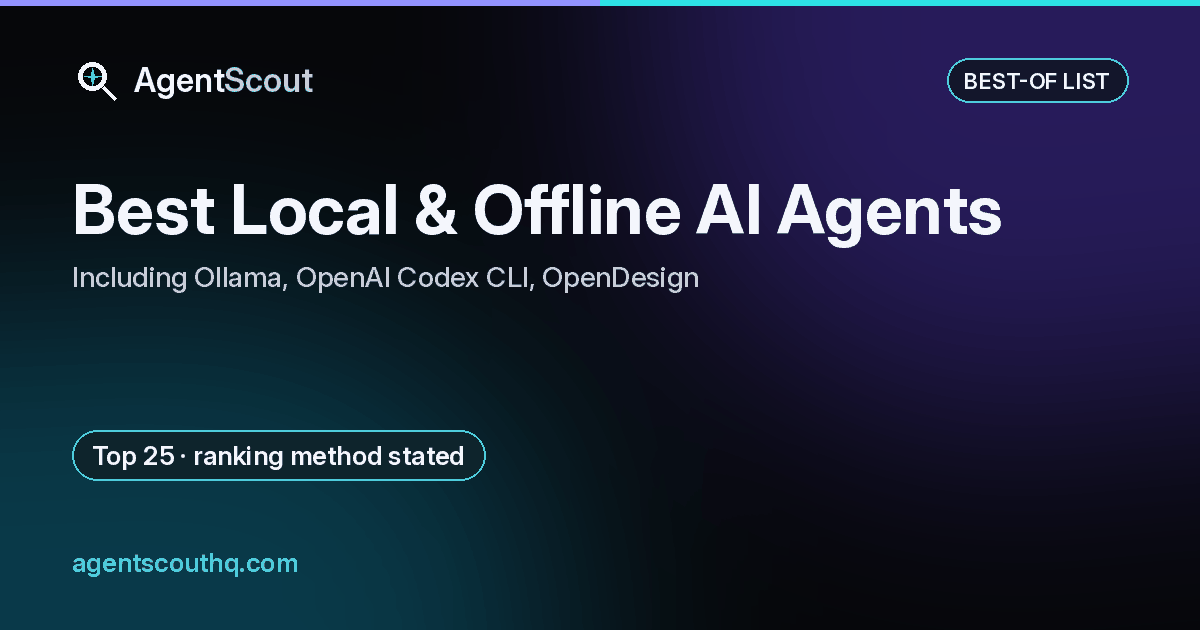 AgentScout
BEST-OF LIST
Best Local & Offline AI Agents
Including Ollama, OpenAI Codex CLI, OpenDesign
Top 25 · ranking method stated
agentscouthq.com